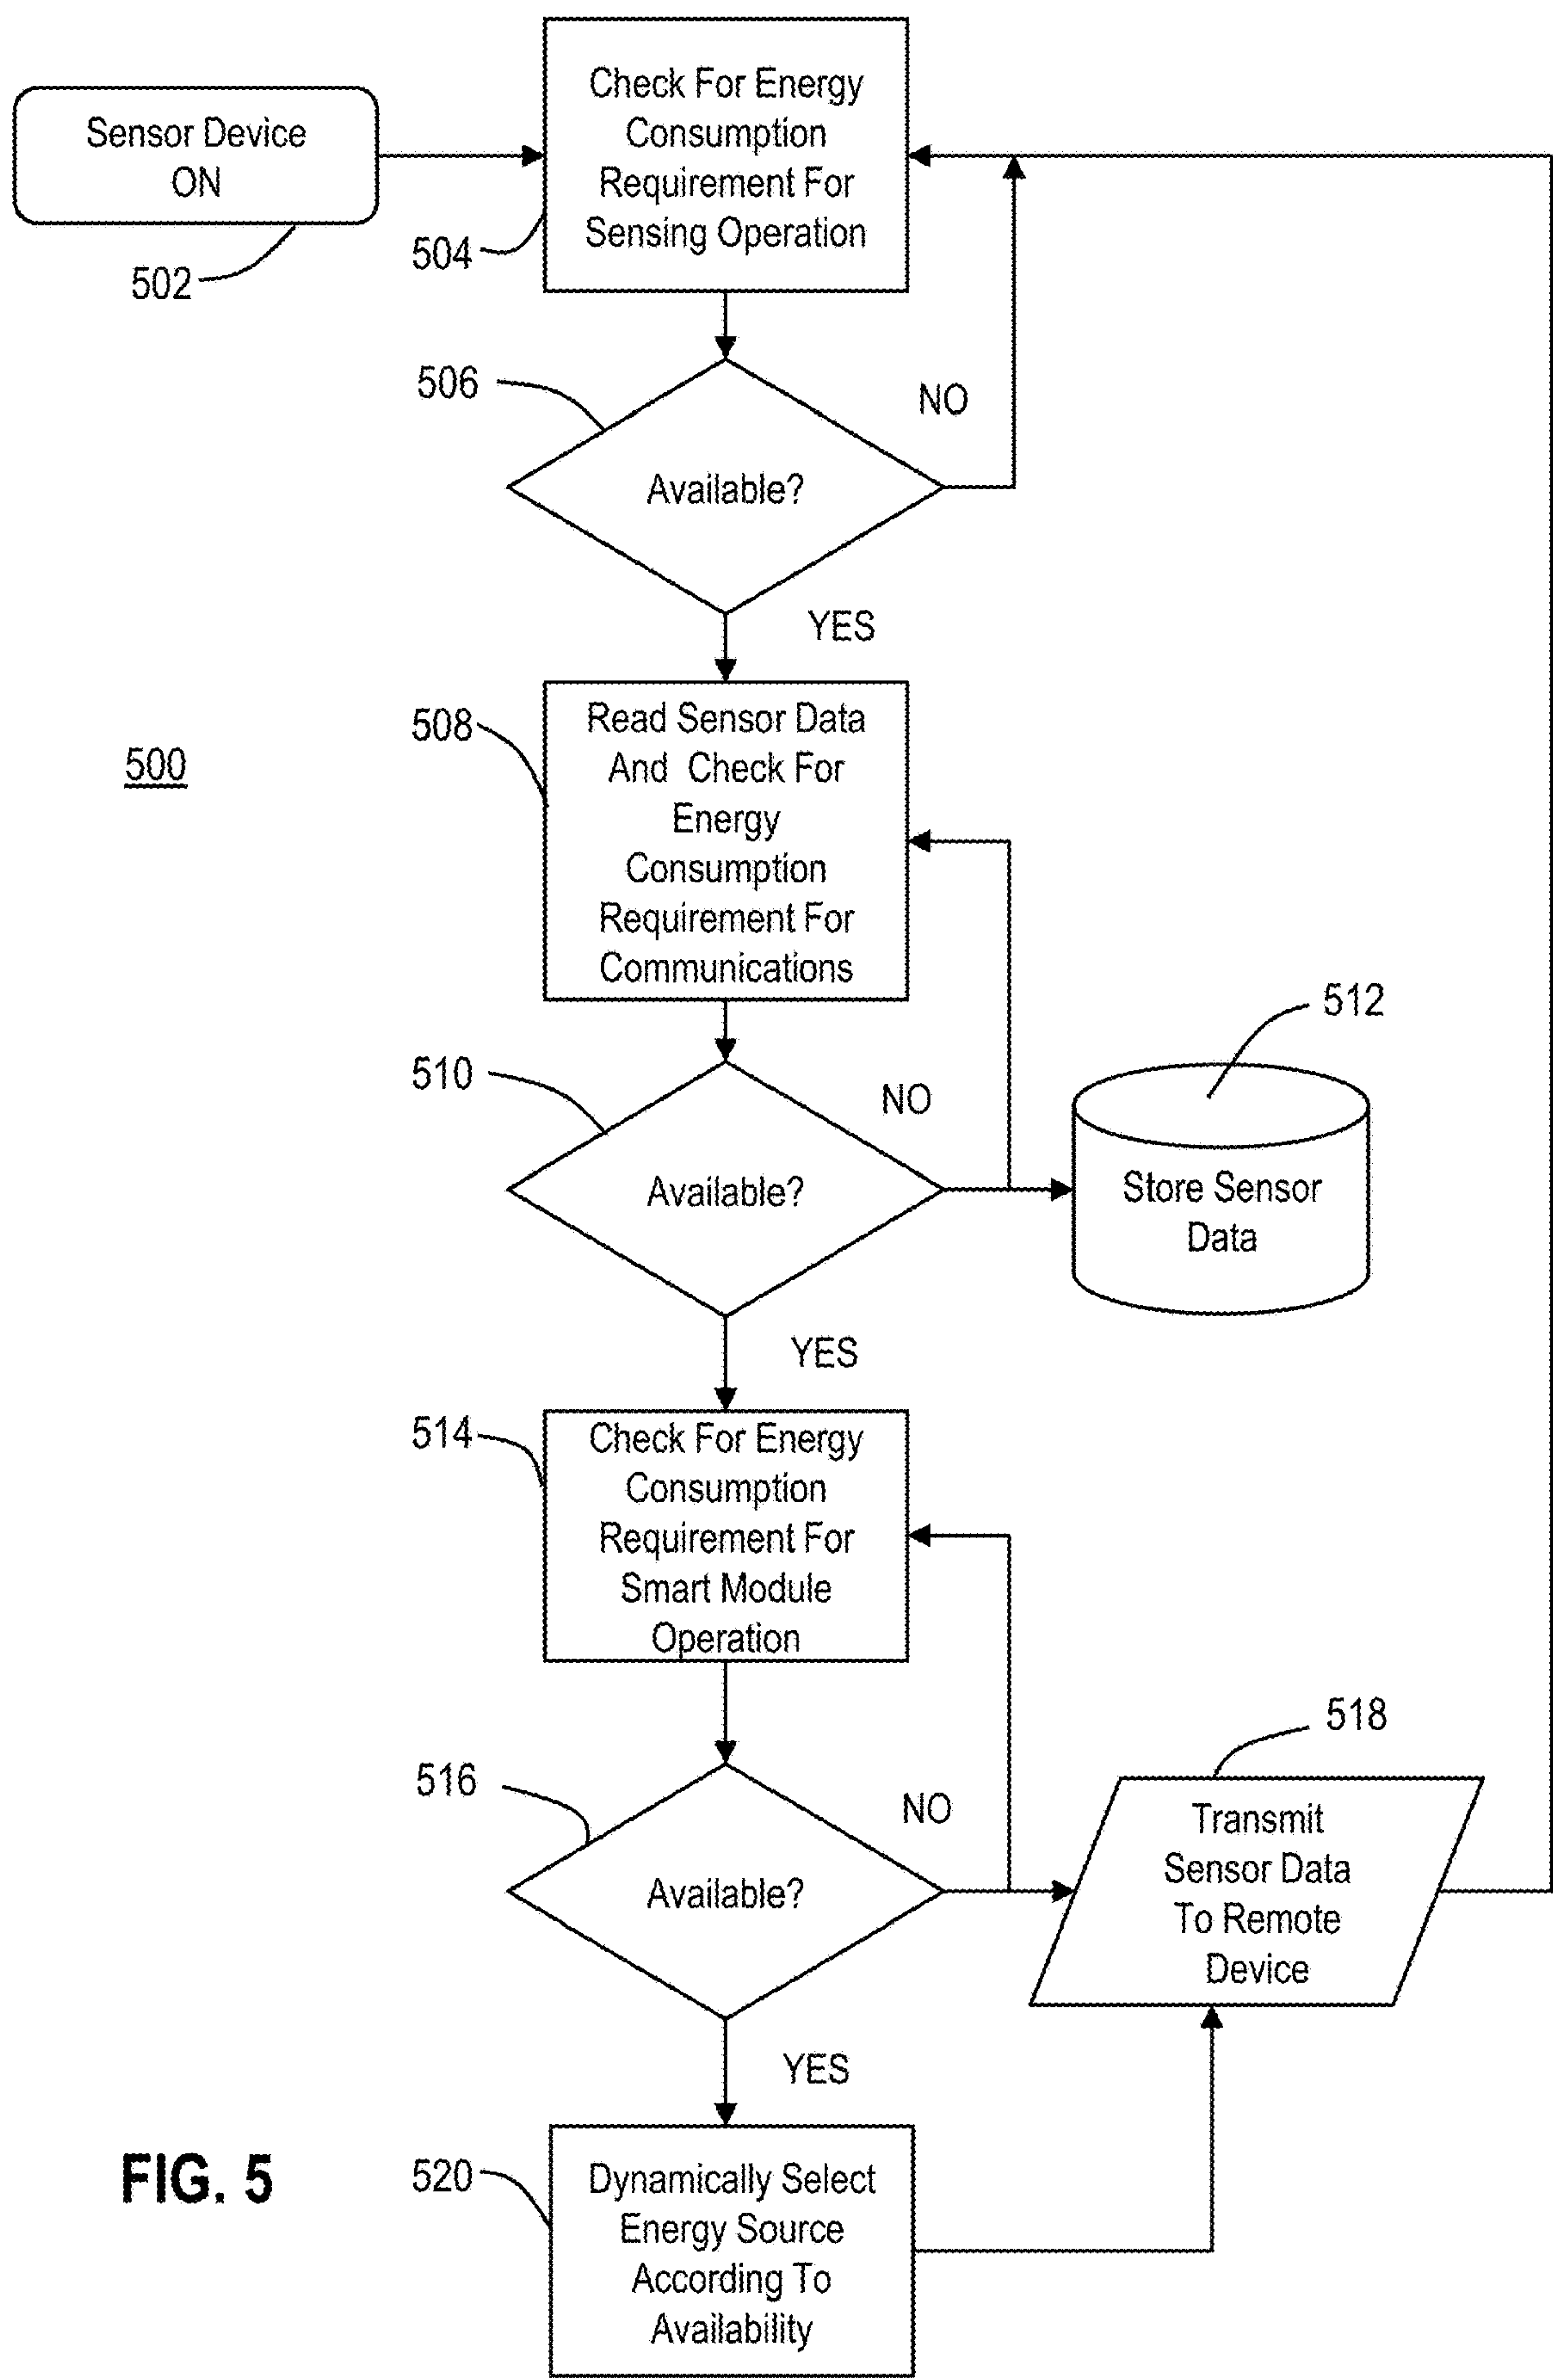 Sensor Device
ON
502
Check For Energy
Consumption
Requirement For
Sensing Operation
504
506
Available?
NO
YES
500
508
Read Sensor Data
And Check For
Energy
Consumption
Requirement For
Communications
510
Available?
NO
512
Store Sensor
Data
YES
514
Check For Energy
Consumption
Requirement For
Smart Module
Operation
516
Available?
NO
518
Transmit
Sensor Data
To Remote
Device
YES
520
Dynamically Select
Energy Source
According To
Availability
FIG. 5